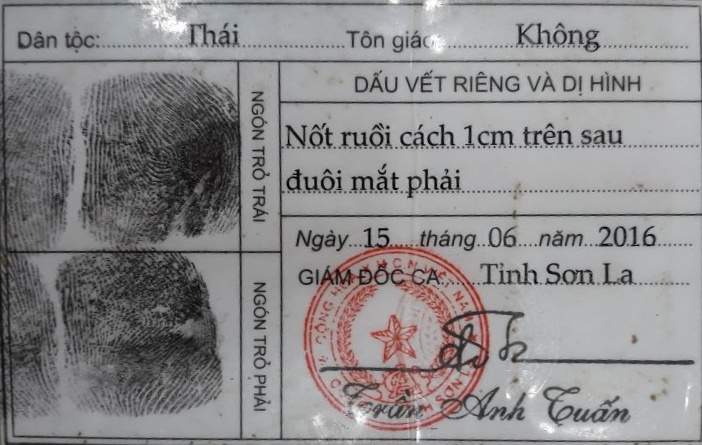 Dân tộc: Thái Tôn giáo: Không
DẤU VẾT RIÊNG VÀ DỊ HÌNH
NGÓN TRỎ TRÁI
Nốt ruồi cách 1cm trên sau
đuôi mắt phải
Ngày 15 tháng 06 năm 2016
GIÁM ĐỐC CA Tỉnh Sơn La
NGÓN TRỎ PHẢI
Trần Anh Tuấn